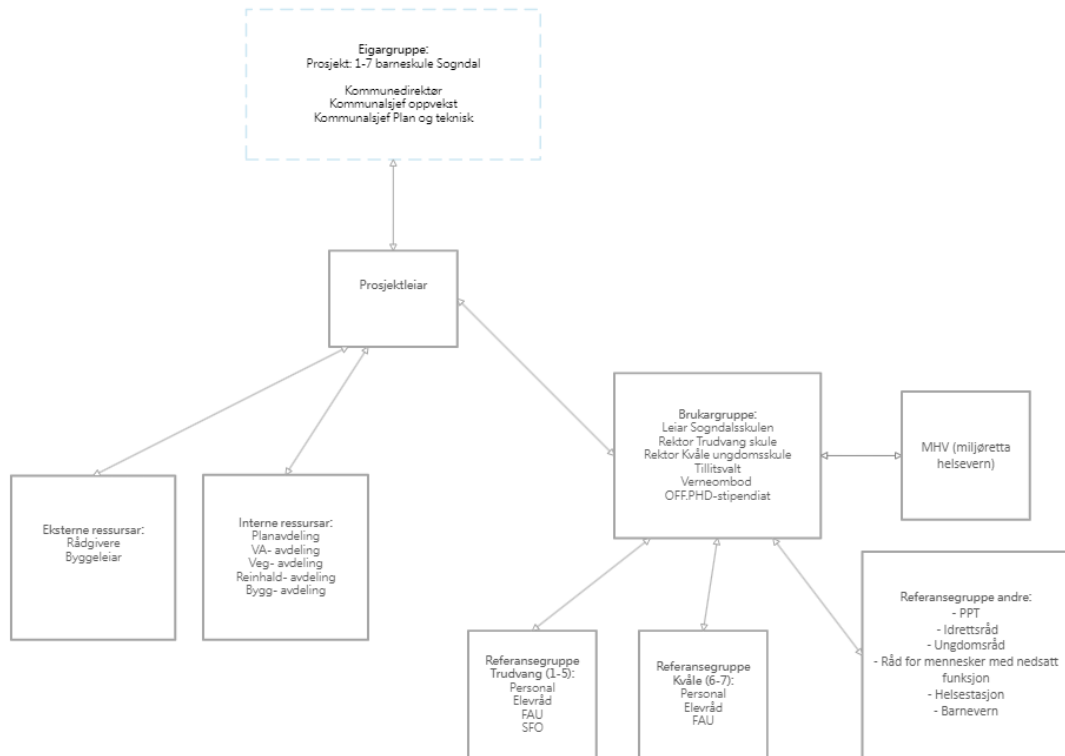 Eigargruppe:
Prosjekt: 1-7 barneskule Sogndal
Kommunedirektør
Kommunalsjef oppvekst
Kommunalsjef Plan og teknisk
Prosjektleiar
Brukargruppe:
Leiar Sogndalsskulen
Rektor Trudvang skule
Rektor Kvåle ungdomsskule
Tillitsvalt
Verneombod
OFF.PHD-stipendiat
MHV (miljøretta
helsevern)
Eksterne ressursar:
Rådgivere
Byggeleiar
Interne ressursar:
Planavdeling
VA- avdeling
Veg- avdeling
Reinhald- avdeling
Bygg- avdeling
Referansegruppe
Trudvang (1-5):
Personal
Elevråd
FAU
SFO
Referansegruppe
Kvåle (6-7):
Personal
Elevråd
FAU
Referansegruppe andre:
- PPT
- Idrettsråd
- Ungdomsråd
- Råd for mennesker med nedsatt
funksjon
- Helsestasjon
- Barnevern